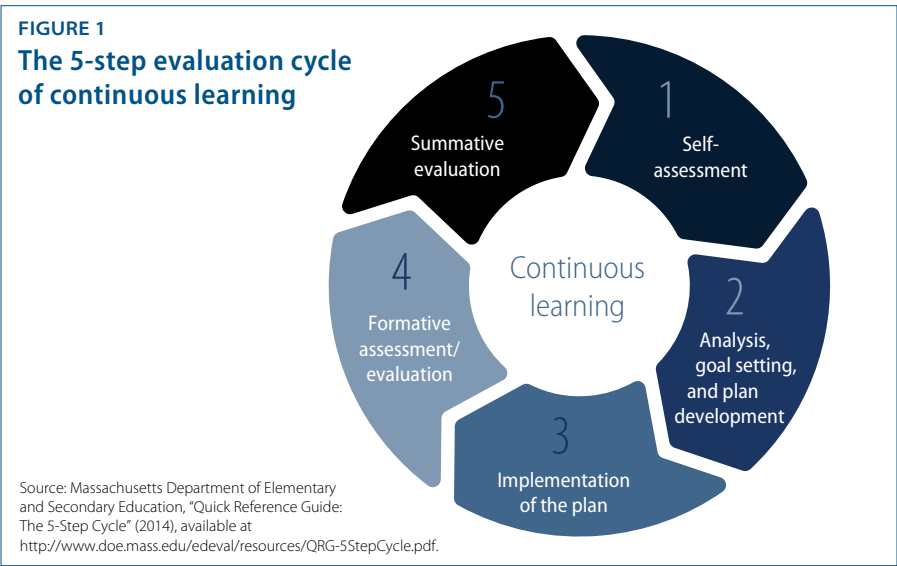 FIGURE 1
The 5-step evaluation cycle
of continuous learning
1
Self-
assessment
2
Analysis,
goal setting,
and plan
development
3
Implementation
of the plan
4
Formative
assessment/
evaluation
5
Summative
evaluation
Continuous
learning
Source: Massachusetts Department of Elementary
and Secondary Education, “Quick Reference Guide:
The 5-Step Cycle” (2014), available at
http://www.doe.mass.edu/edeval/resources/QRG-5StepCycle.pdf.